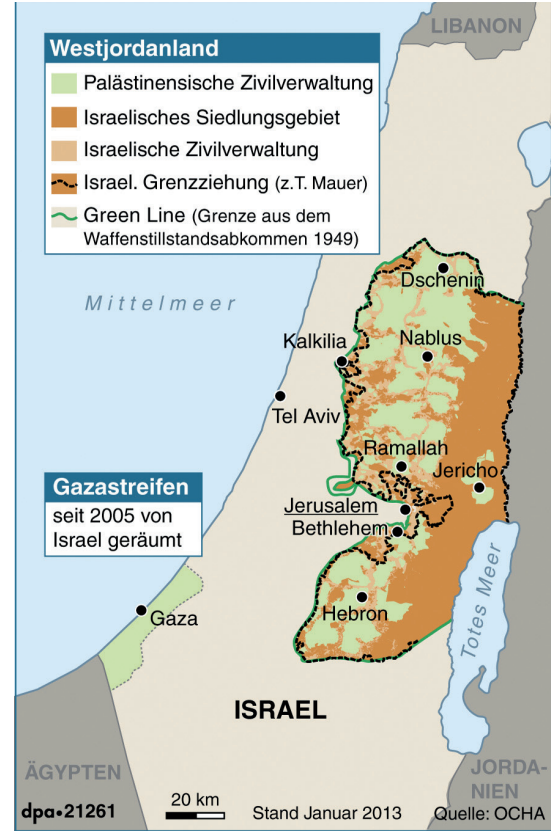 LIBANON
Westjordanland
Palästinensische Zivilverwaltung
Israelisches Siedlungsgebiet
Israelische Zivilverwaltung
Israel. Grenzziehung (z.T. Mauer)
Green Line (Grenze aus dem
Waffenstillstandsabkommen 1949)
Mittelmeer
Dschenin
Kalkilia
Nablus
Tel Aviv
Ramallah
Jericho
Gazastreifen
seit 2005 von
Israel geräumt
Jerusalem
Bethlehem
Totes Meer
Hebron
Gaza
ISRAEL
ÄGYPTEN
JORDA-
NIEN
dpa•21261
20 km
Stand Januar 2013
Quelle: OCHA